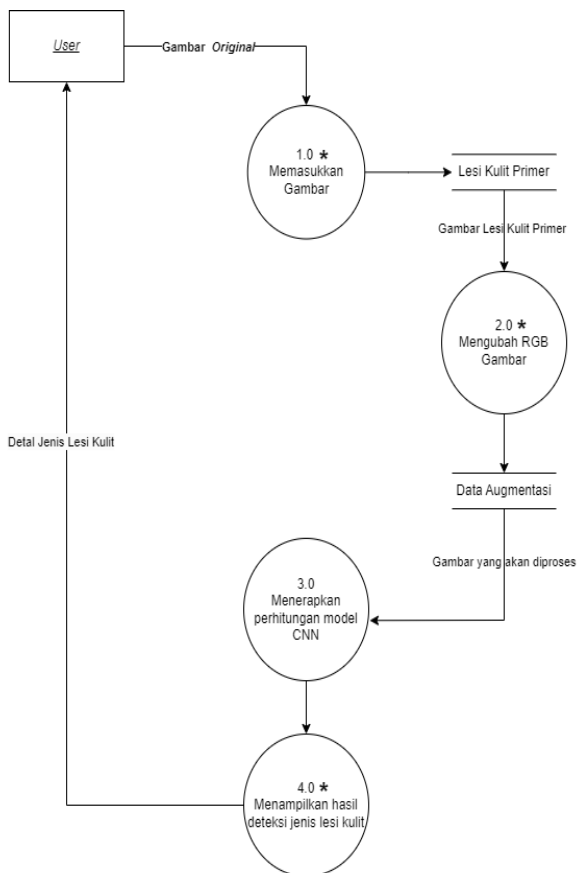 User
Gambar Original
1.0 *
Memasukkan
Gambar
Lesi Kulit Primer
Gambar Lesi Kulit Primer
2.0 *
Mengubah RGB
Gambar
Detal Jenis Lesi Kulit
Data Augmentasi
Gambar yang akan diproses
3.0
Menerapkan
perhitungan model
CNN
4.0 *
Menampilkan hasil
deteksi jenis lesi kulit